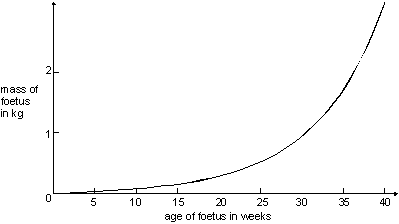 2
mass of
foetus
in kg
1
0
5 10 15 20 25 30 35 40
age of foetus in weeks